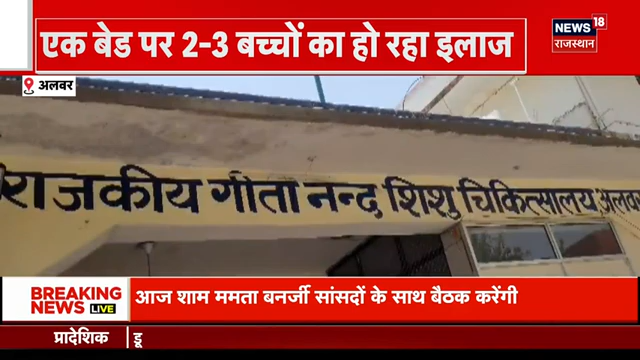 एक बेड पर 2-3 बच्चों का हो रहा इलाज
NEWS 18
राजस्थान
अलवर
राजकीय गीता नन्द शिशु चिकित्सालय अलवर
BREAKING
NEWS LIVE
आज शाम ममता बनर्जी सांसदों के साथ बैठक करेंगी
प्रादेशिक
डू